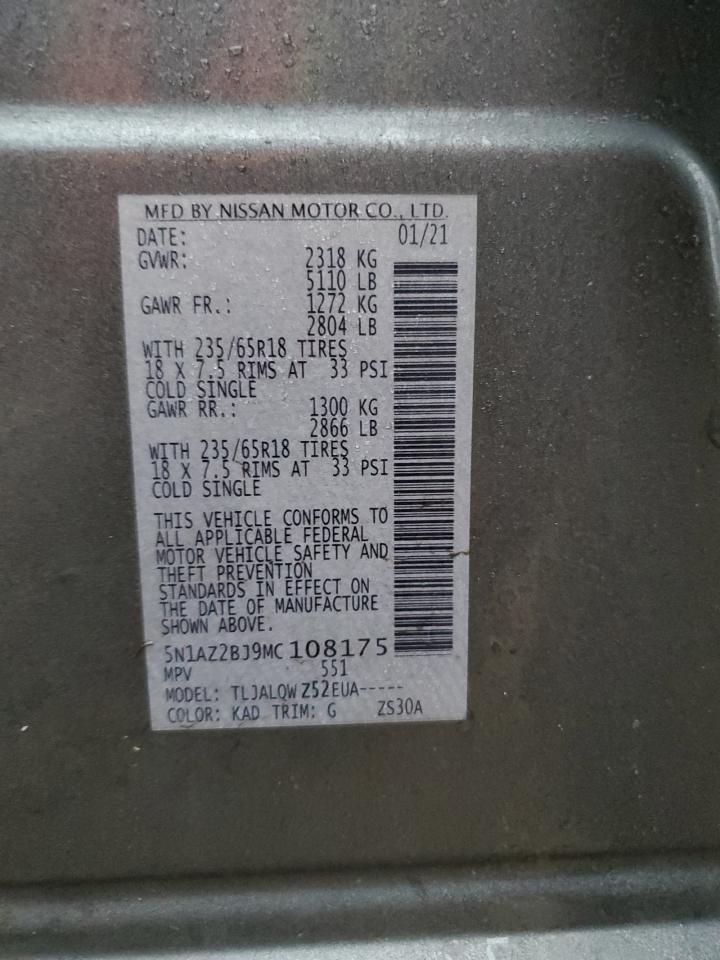 MFD BY NISSAN MOTOR CO., LTD.
DATE: 01/21
GVWR: 2318 KG
5110 LB
GAWR FR.: 1272 KG
2804 LB
WITH 235/65R18 TIRES
18 X 7.5 RIMS AT 33 PSI
COLD SINGLE
GAWR RR.: 1300 KG
2866 LB
WITH 235/65R18 TIRES
18 X 7.5 RIMS AT 33 PSI
COLD SINGLE
THIS VEHICLE CONFORMS TO
ALL APPLICABLE FEDERAL
MOTOR VEHICLE SAFETY AND
THEFT PREVENTION
STANDARDS IN EFFECT ON
THE DATE OF MANUFACTURE
SHOWN ABOVE.
5N1AZ2BJ9MC108175
MPV 551
MODEL: TLJALQW Z52EUA-----
COLOR: KAD TRIM: G ZS30A